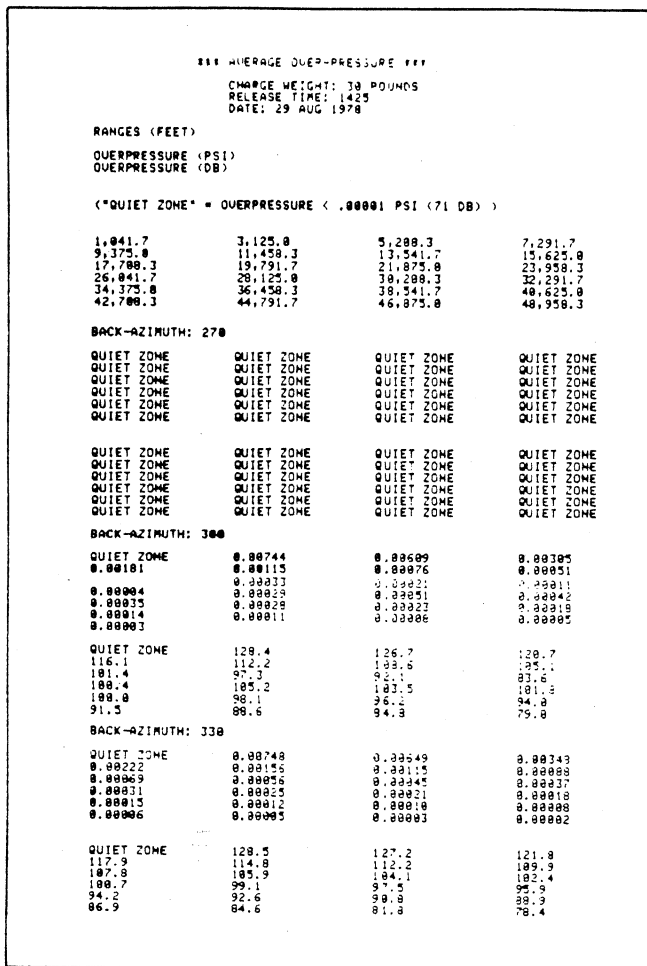 *** AVERAGE OVER-PRESSURE ***
CHARGE WEIGHT: 30 POUNDS
RELEASE TIME: 1425
DATE: 29 AUG 1978
RANGES (FEET)
OVERPRESSURE (PSI)
OVERPRESSURE (DB)
("QUIET ZONE" = OVERPRESSURE < .00001 PSI (71 DB) )
1,041.7 3,125.0 5,208.3 7,291.7
9,375.0 11,458.3 13,541.7 15,625.0
17,708.3 19,791.7 21,875.0 23,958.3
26,041.7 28,125.0 30,208.3 32,291.7
34,375.0 36,458.3 38,541.7 40,625.0
42,708.3 44,791.7 46,875.0 48,958.3
BACK-AZIMUTH: 270
QUIET ZONE QUIET ZONE QUIET ZONE QUIET ZONE
QUIET ZONE QUIET ZONE QUIET ZONE QUIET ZONE
QUIET ZONE QUIET ZONE QUIET ZONE QUIET ZONE
QUIET ZONE QUIET ZONE QUIET ZONE QUIET ZONE
QUIET ZONE QUIET ZONE QUIET ZONE QUIET ZONE
QUIET ZONE QUIET ZONE QUIET ZONE QUIET ZONE
QUIET ZONE QUIET ZONE QUIET ZONE QUIET ZONE
QUIET ZONE QUIET ZONE QUIET ZONE QUIET ZONE
QUIET ZONE QUIET ZONE QUIET ZONE QUIET ZONE
QUIET ZONE QUIET ZONE QUIET ZONE QUIET ZONE
QUIET ZONE QUIET ZONE QUIET ZONE QUIET ZONE
QUIET ZONE QUIET ZONE QUIET ZONE QUIET ZONE
BACK-AZIMUTH: 300
QUIET ZONE 0.00744 0.00609 0.00305
0.00181 0.00115 0.00076 0.00051
0.00033 0.00021 0.00011
0.00004 0.00029 0.00051 0.00042
0.00035 0.00028 0.00023 0.00018
0.00014 0.00011 0.00008 0.00005
0.00003
QUIET ZONE 128.4 126.7 120.7
116.1 112.2 108.6 105.1
101.4 97.3 92.1 83.6
100.4 105.2 103.5 101.8
100.0 98.1 96.2 94.0
91.5 88.6 84.8 79.8
BACK-AZIMUTH: 330
QUIET ZONE 0.00748 0.00649 0.00343
0.00222 0.00156 0.00115 0.00088
0.00069 0.00056 0.00045 0.00037
0.00031 0.00025 0.00021 0.00018
0.00015 0.00012 0.00010 0.00008
0.00006 0.00005 0.00003 0.00002
QUIET ZONE 128.5 127.2 121.8
117.9 114.8 112.2 109.9
107.8 105.9 104.1 102.4
100.7 99.1 97.5 95.9
94.2 92.6 90.8 88.9
86.9 84.6 81.8 78.4